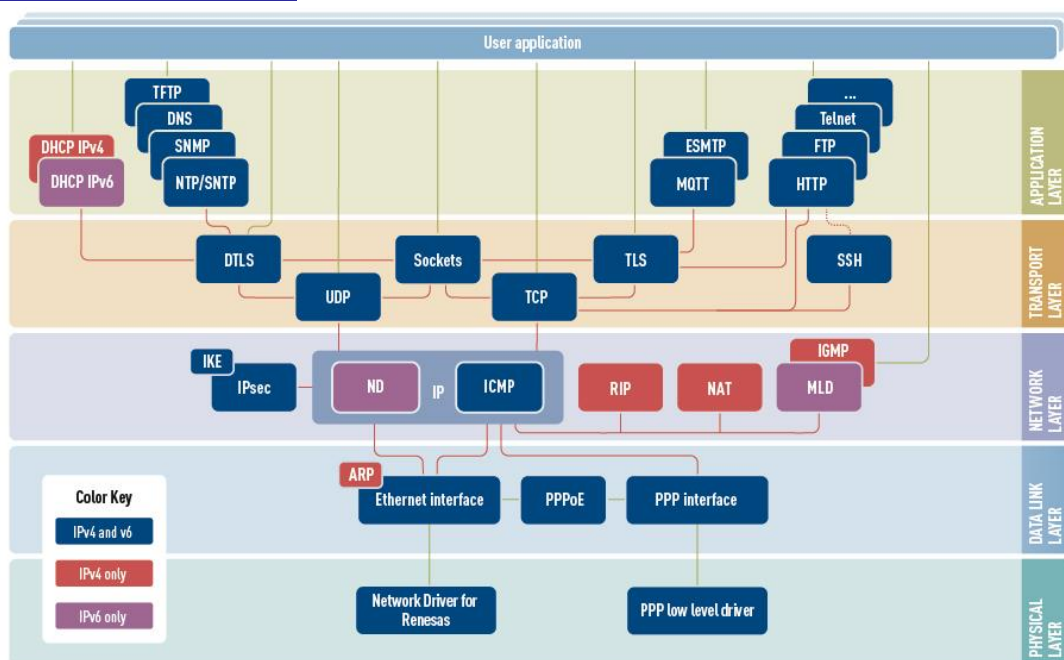 User application
TFTP
DNS
SNMP
NTP/SNTP
DHCP IPv4
DHCP IPv6
ESMTP
MQTT
...
Telnet
FTP
HTTP
APPLICATION
LAYER
DTLS
Sockets
TLS
SSH
UDP
TCP
TRANSPORT
LAYER
IKE
IPsec
ND
IP
ICMP
RIP
NAT
IGMP
MLD
NETWORK
LAYER
ARP
Ethernet interface
PPPoE
PPP interface
DATA LINK
LAYER
Color Key
IPv4 and v6
IPv4 only
IPv6 only
Network Driver for
Renesas
PPP low level driver
PHYSICAL
LAYER